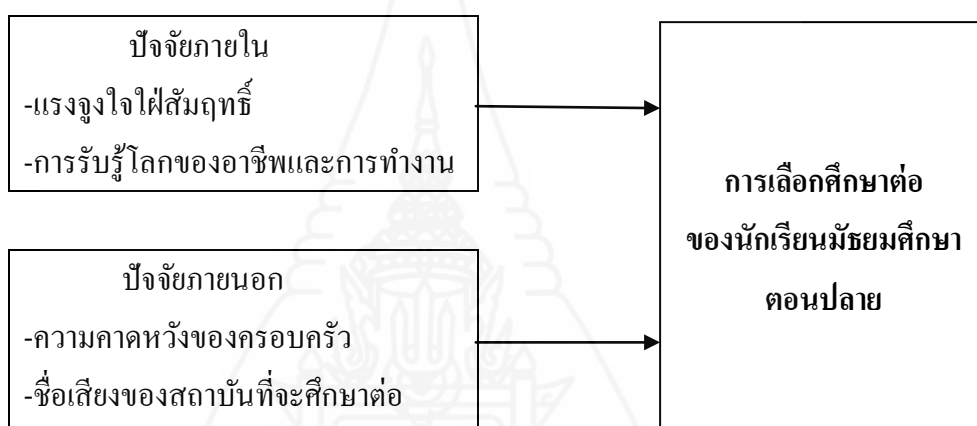 ปัจจัยภายใน
-แรงจูงใจใฝ่สัมฤทธิ์
-การรับรู้โลกของอาชีพและการทำงาน
ปัจจัยภายนอก
-ความคาดหวังของครอบครัว
-ชื่อเสียงของสถาบันที่จะศึกษาต่อ
การเลือกศึกษาต่อ
ของนักเรียนมัธยมศึกษา
ตอนปลาย